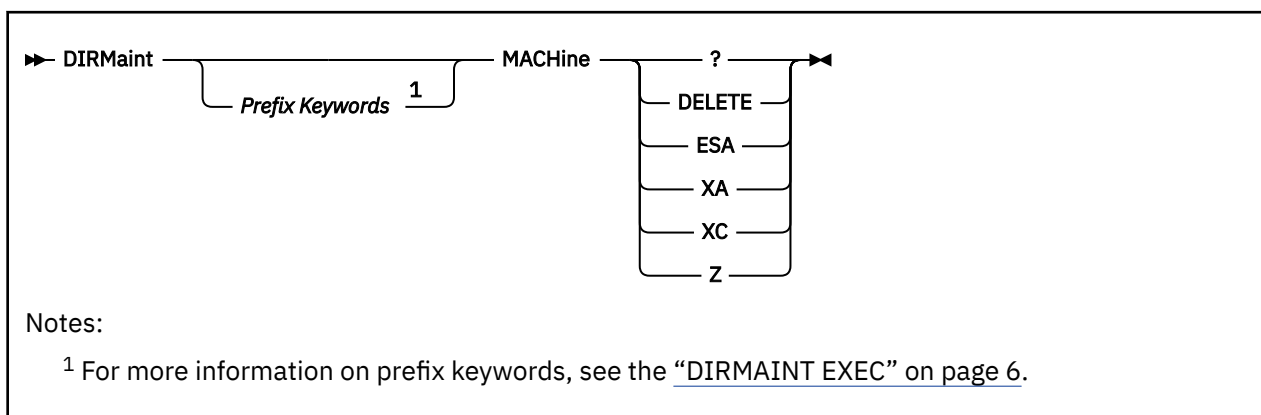 DIRMaint MACHine ?
Prefix Keywords 1
DELETE
ESA
XA
XC
Z
Notes:
1 For more information on prefix keywords, see the “DIRMAINT EXEC” on page 6.